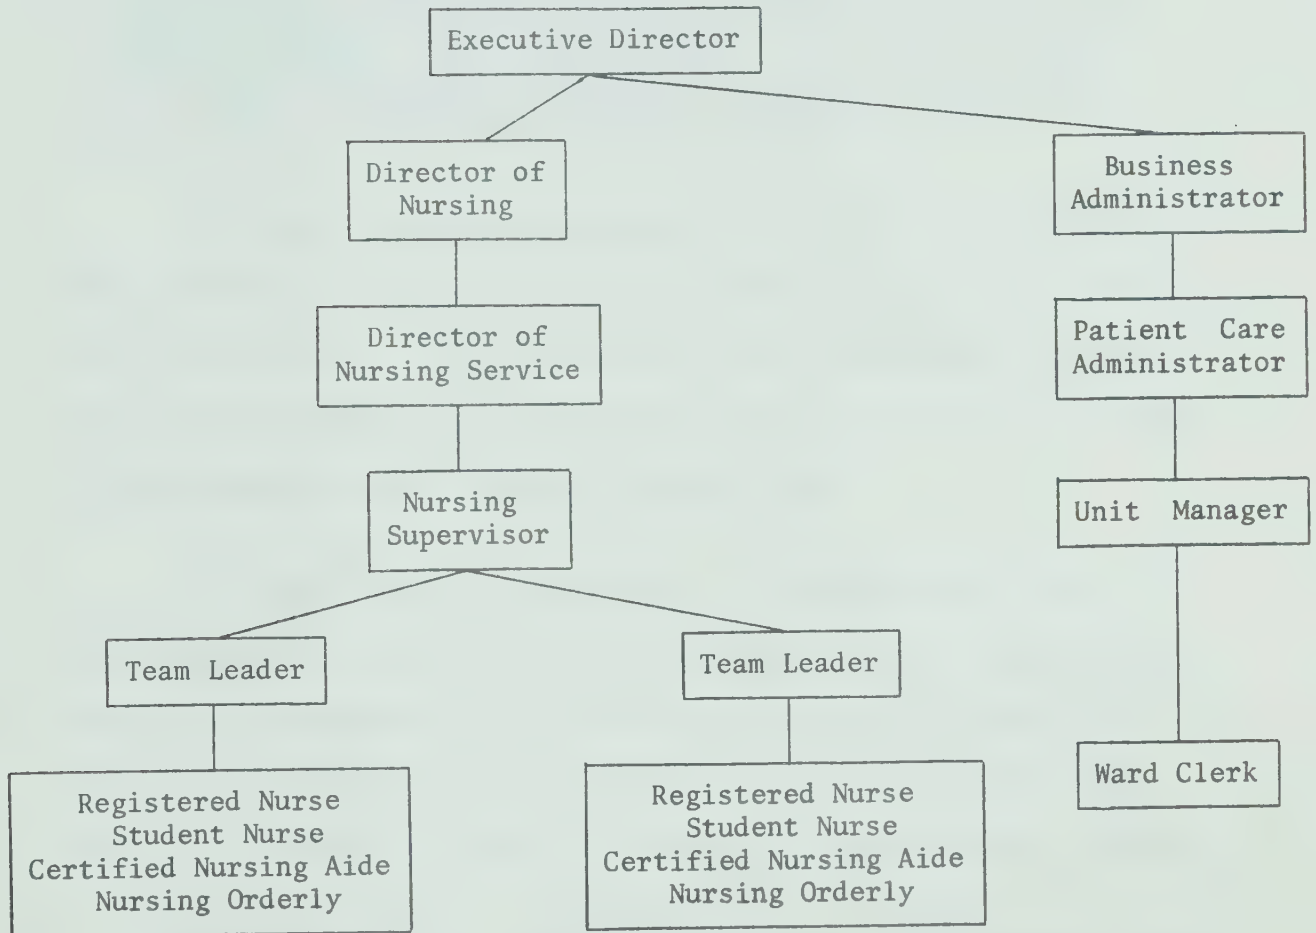 Executive Director
Director of
Nursing
Business
Administrator
Director of
Nursing Service
Patient Care
Administrator
Nursing
Supervisor
Unit Manager
Team Leader
Team Leader
Ward Clerk
Registered Nurse
Student Nurse
Certified Nursing Aide
Nursing Orderly
Registered Nurse
Student Nurse
Certified Nursing Aide
Nursing Orderly